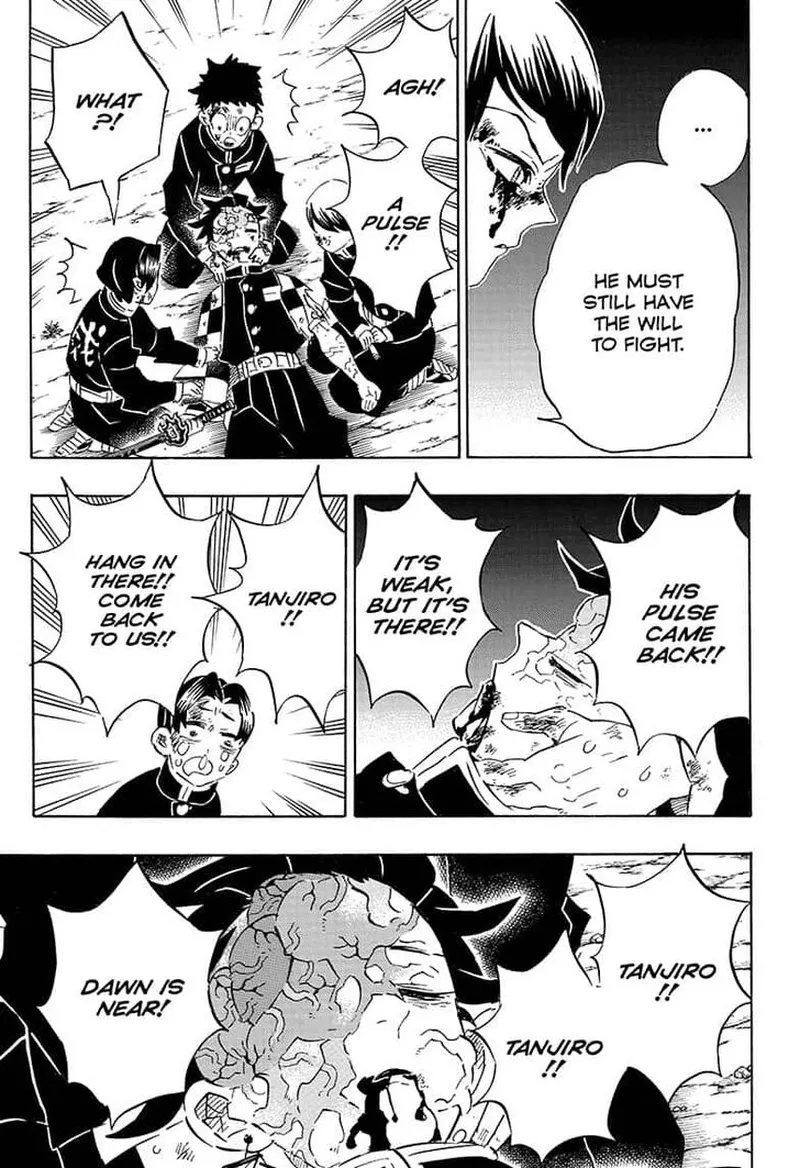 ...
HE MUST
STILL HAVE
THE WILL
TO FIGHT.
AGH!
A
PULSE
!!
WHAT
?!
HIS
PULSE
CAME
BACK!!
IT'S
WEAK,
BUT IT'S
THERE!!
TANJIRO
!!
HANG IN
THERE!!
COME
BACK
TO US!!
TANJIRO
!!
TANJIRO
!!
DAWN IS
NEAR!